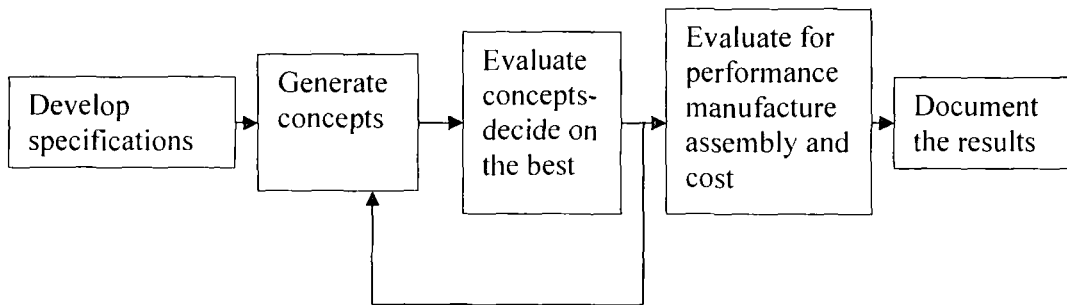 Develop
specifications
Generate
concepts
Evaluate
concepts-
decide on
the best
Evaluate for
performance
manufacture
assembly and
cost
Document
the results